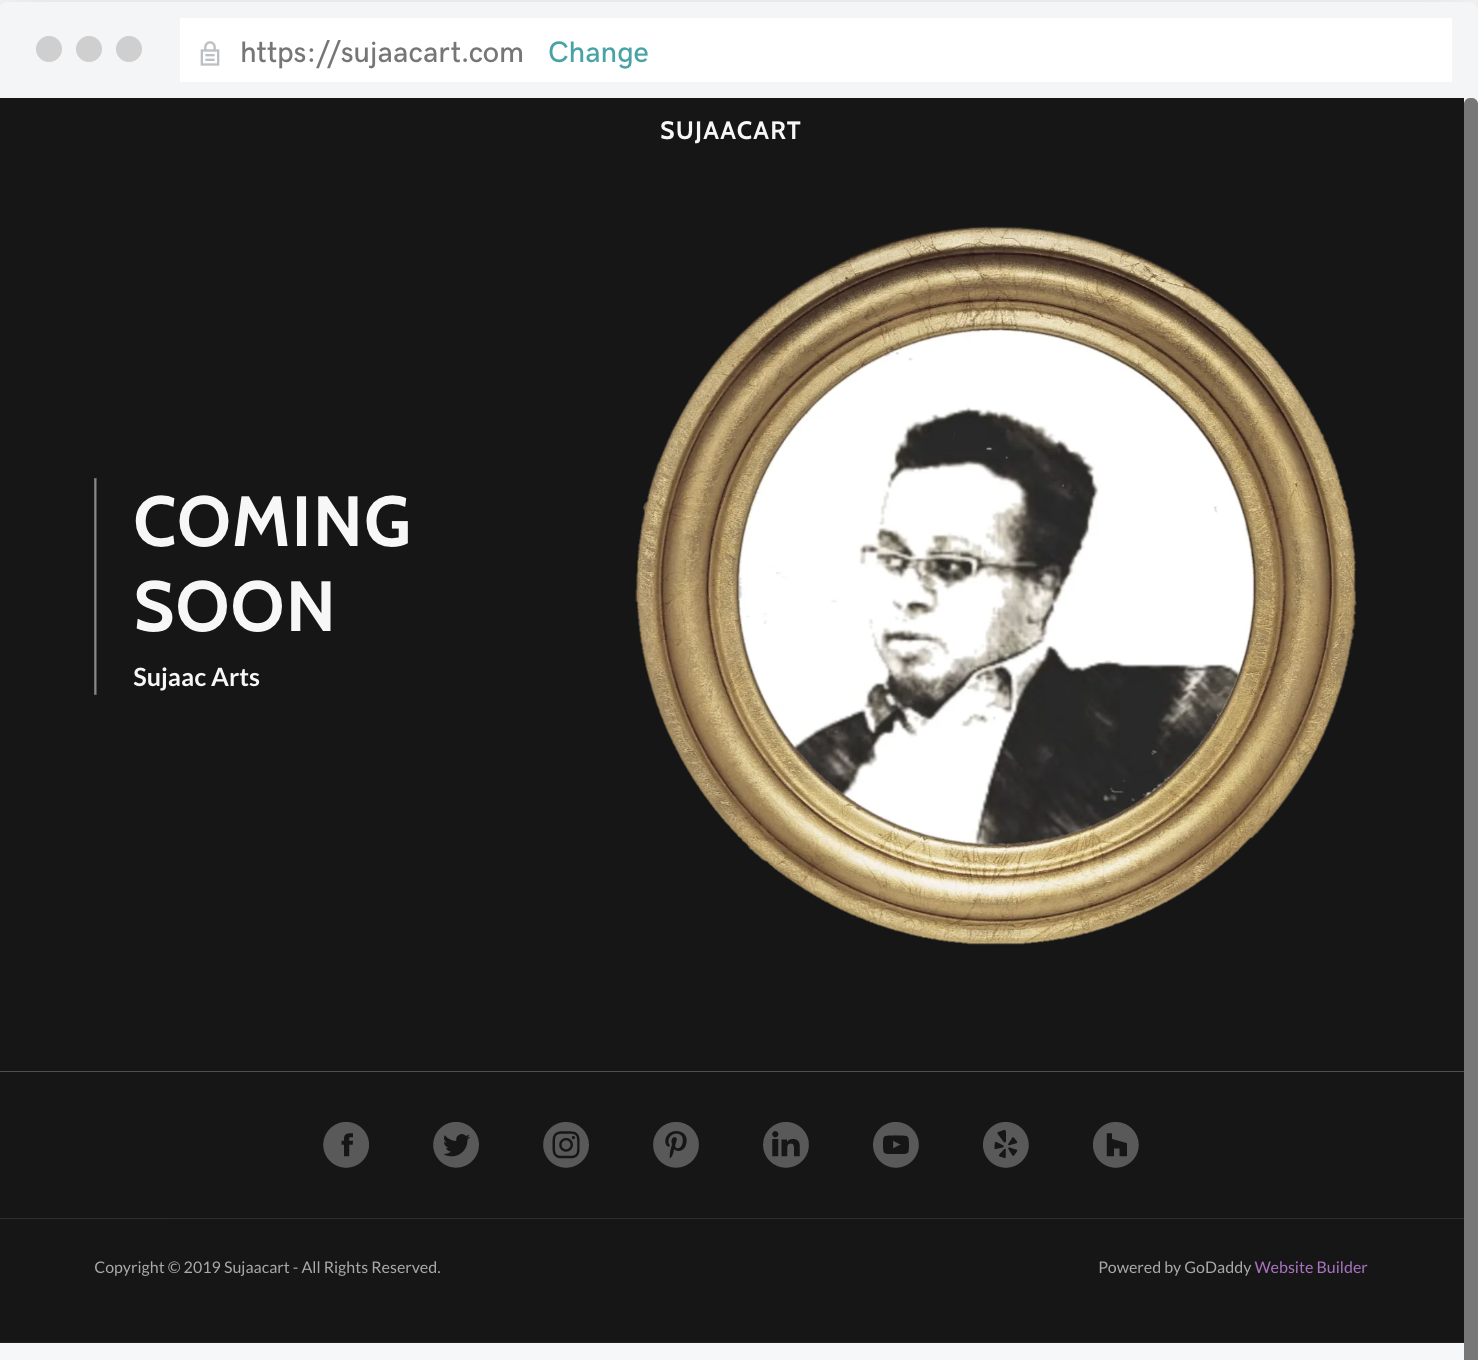 https://sujaacart.com Change
SUJAACART
COMING
SOON
Sujaac Arts
Copyright © 2019 Sujaacart - All Rights Reserved.
Powered by GoDaddy Website Builder